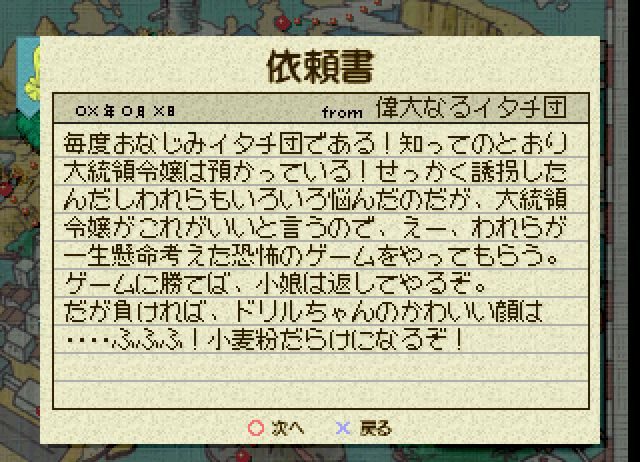 依頼書
○×年○月×日 from 偉大なるイタチ団
毎度おなじみイタチ団である！知ってのとおり
大統領令嬢は預かっている！せっかく誘拐した
んだしわれらもいろいろ悩んだのだが、大統領
令嬢がこれがいいと言うので、えー、われらが
一生懸命考えた恐怖のゲームをやってもらう。
ゲームに勝てば、小娘は返してやるぞ。
だが負ければ、ドリルちゃんのかわいい顔は
‥‥ふふふ！小麦粉だらけになるぞ！
○ 次へ × 戻る